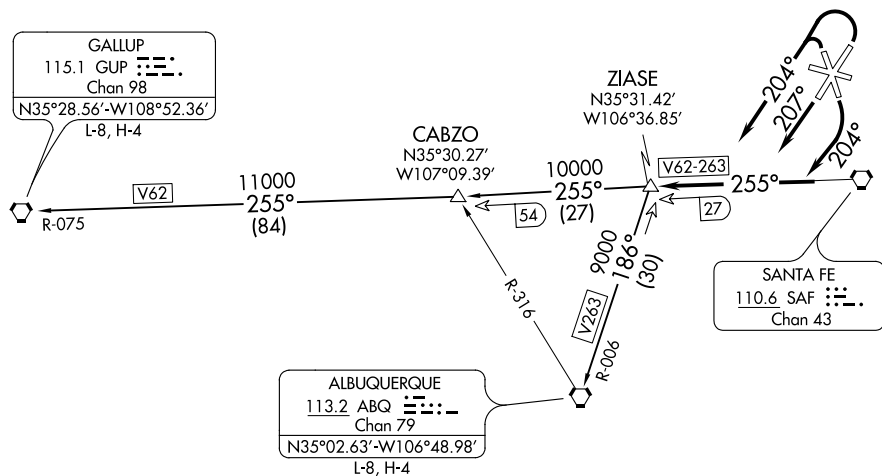 GALLUP
115.1 GUP
Chan 98
N35°28.56′-W108°52.36′
L-8, H-4
ZIASE
N35°31.42′
W106°36.85′
204°
207°
204°
CABZO
N35°30.27′
W107°09.39′
V62-263
255°
10000
255°
(27)
54
27
V62
11000
255°
(84)
R-075
9000
186°
(30)
V263
R-006
R-316
SANTA FE
110.6 SAF
Chan 43
ALBUQUERQUE
113.2 ABQ
Chan 79
N35°02.63′-W106°48.98′
L-8, H-4